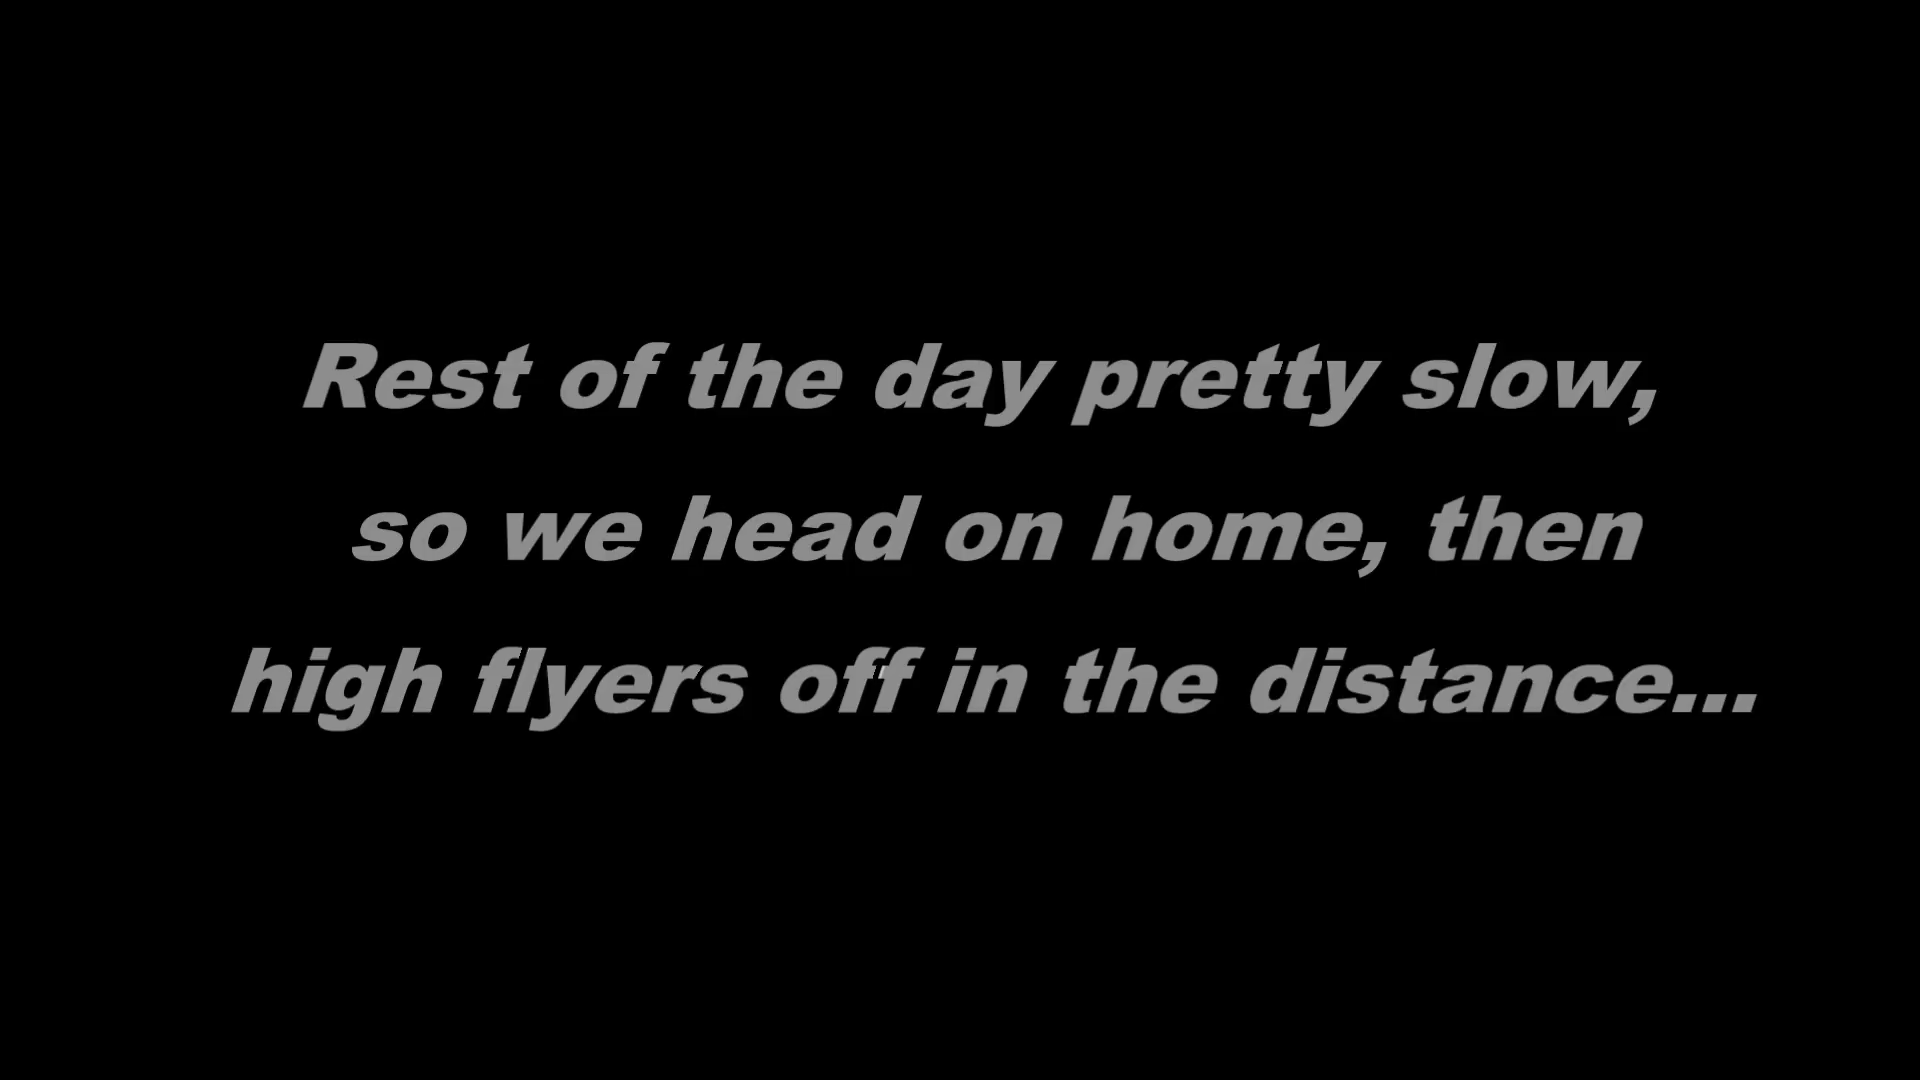 Rest of the day pretty slow,
so we head on home, then
high flyers off in the distance...